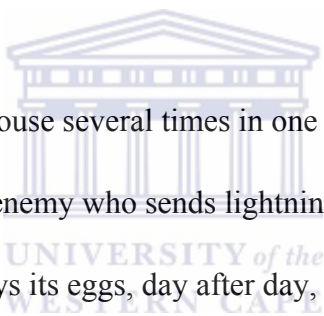 ouse several times in one
enemy who sends lightnin
UNIVERSITY of the
ys its eggs, day after day,
WESTERN CAPE